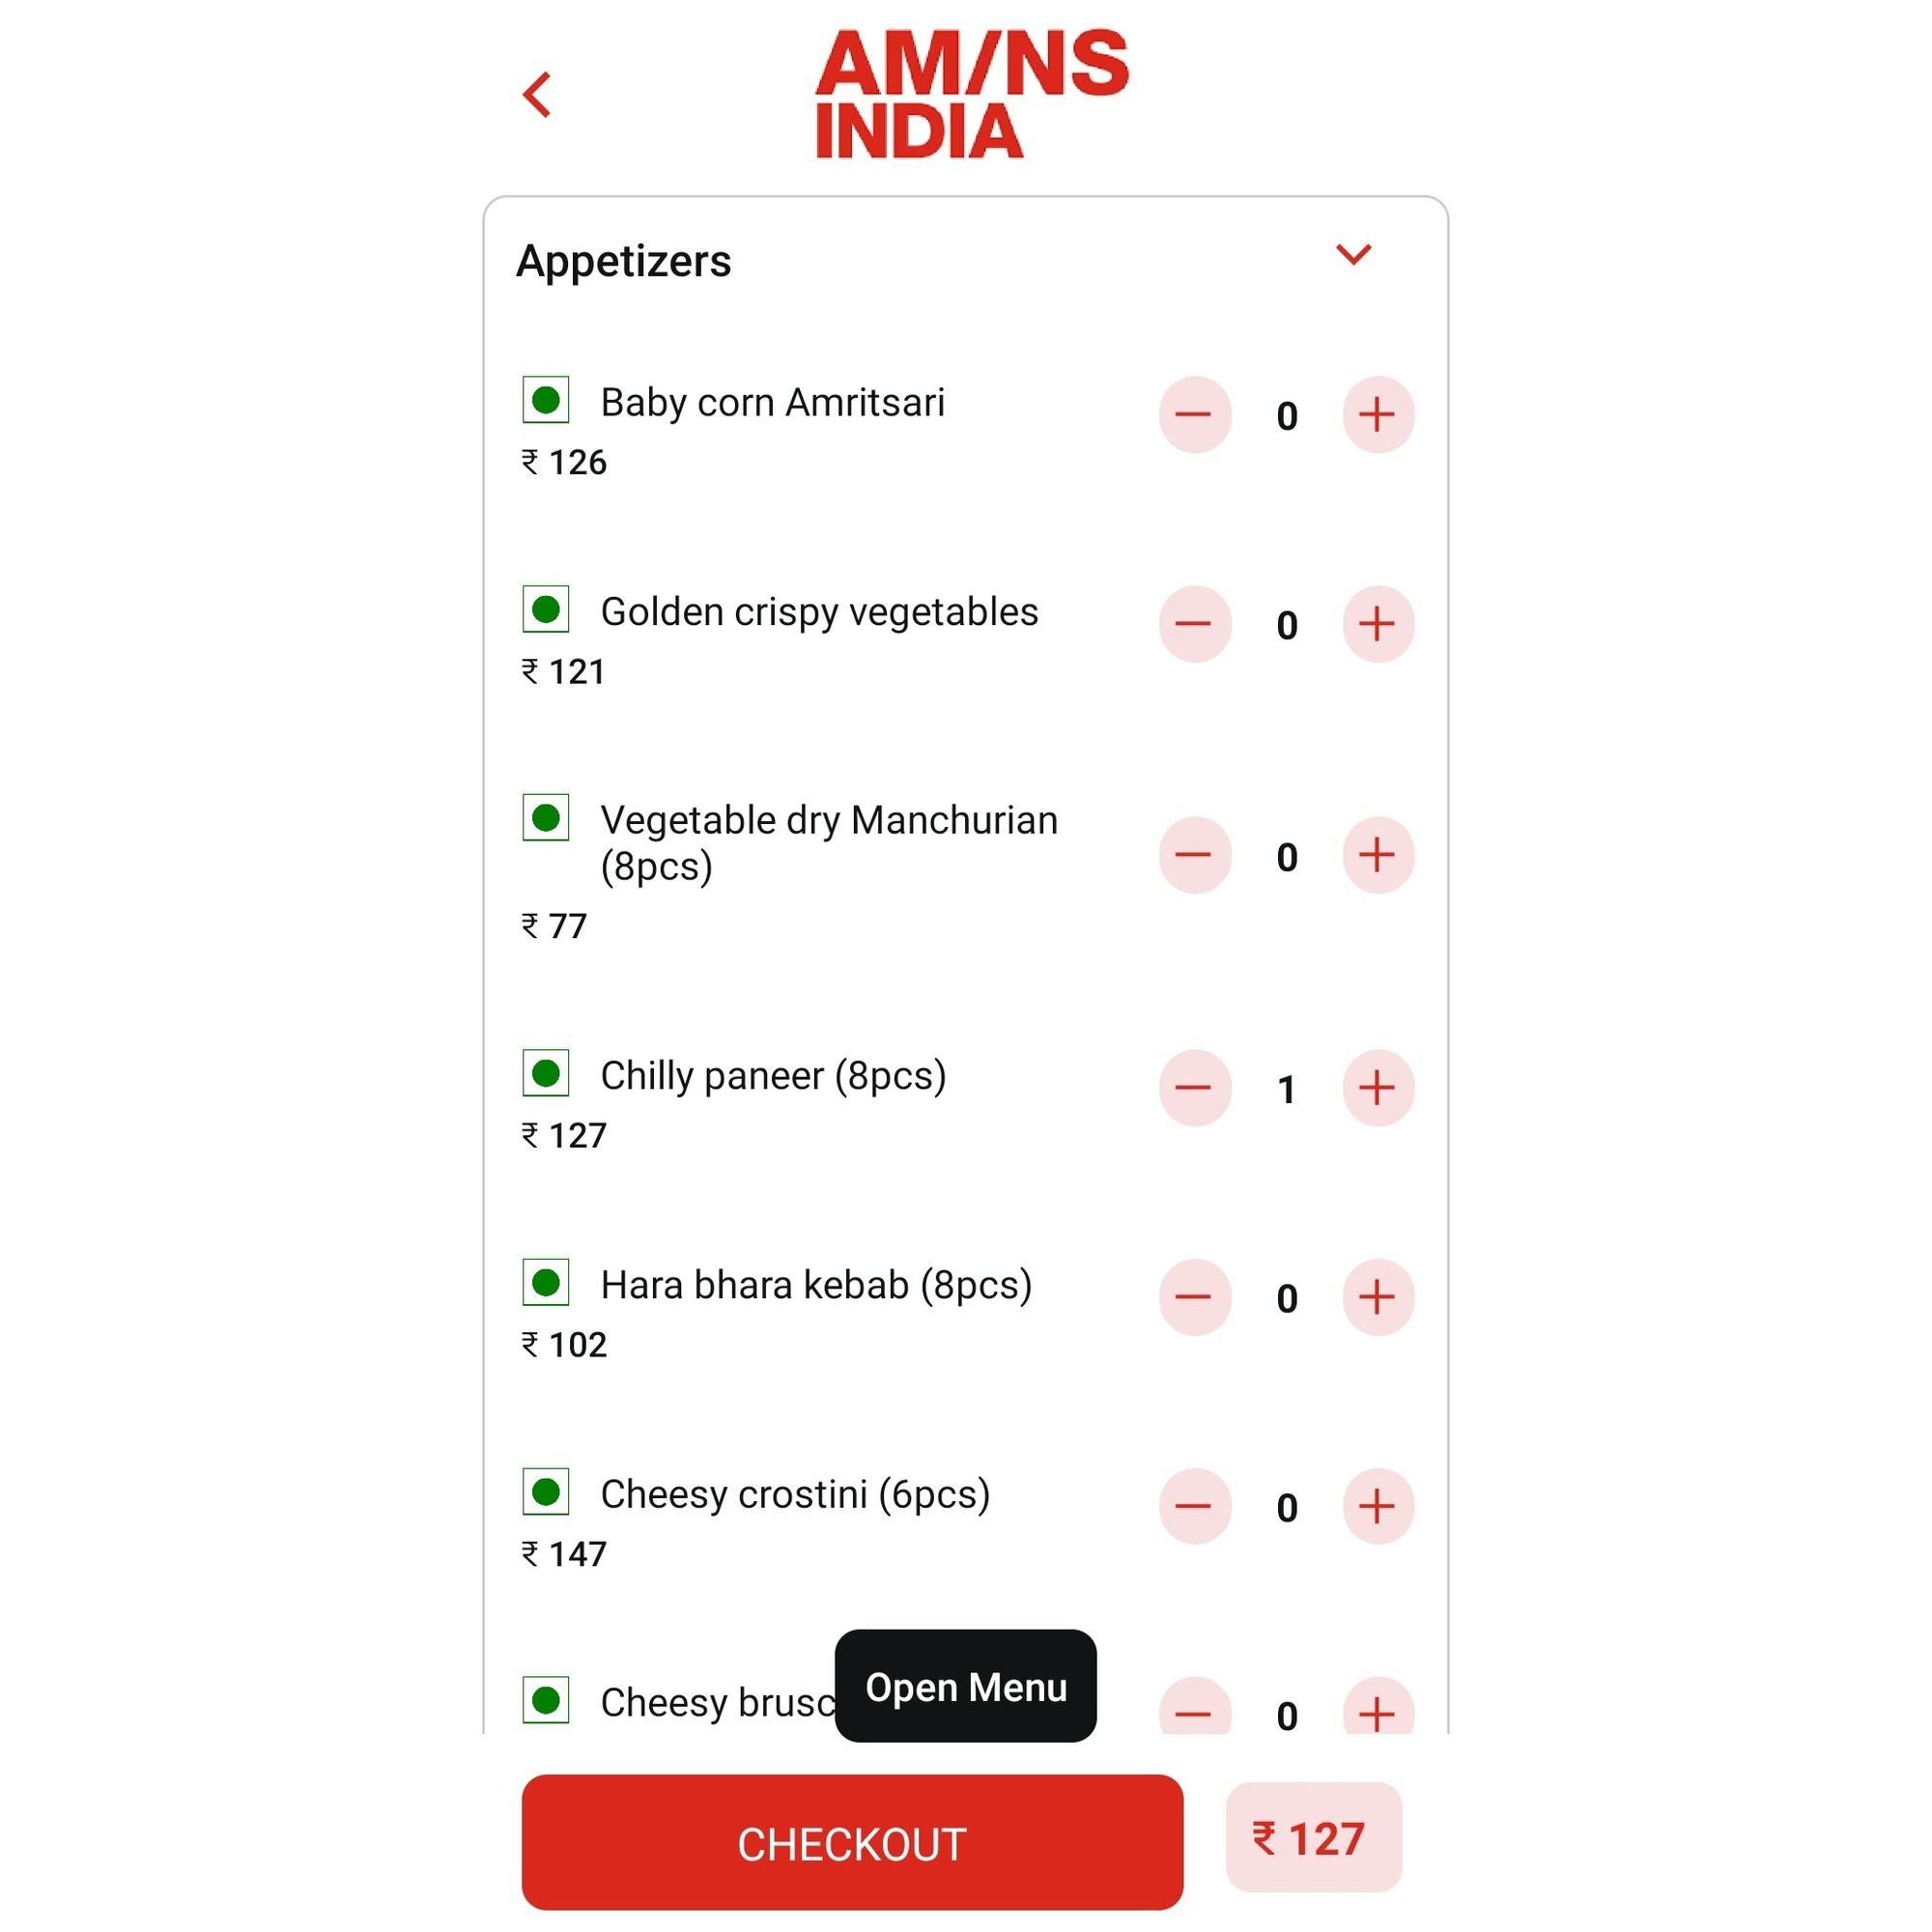 AM/NS
INDIA
Appetizers
Baby corn Amritsari
0
₹ 126
Golden crispy vegetables
0
₹ 121
Vegetable dry Manchurian
(8pcs)
0
₹ 77
Chilly paneer (8pcs)
1
₹ 127
Hara bhara kebab (8pcs)
0
₹ 102
Cheesy crostini (6pcs)
0
₹ 147
Open Menu
Cheesy
0
CHECKOUT
₹ 127